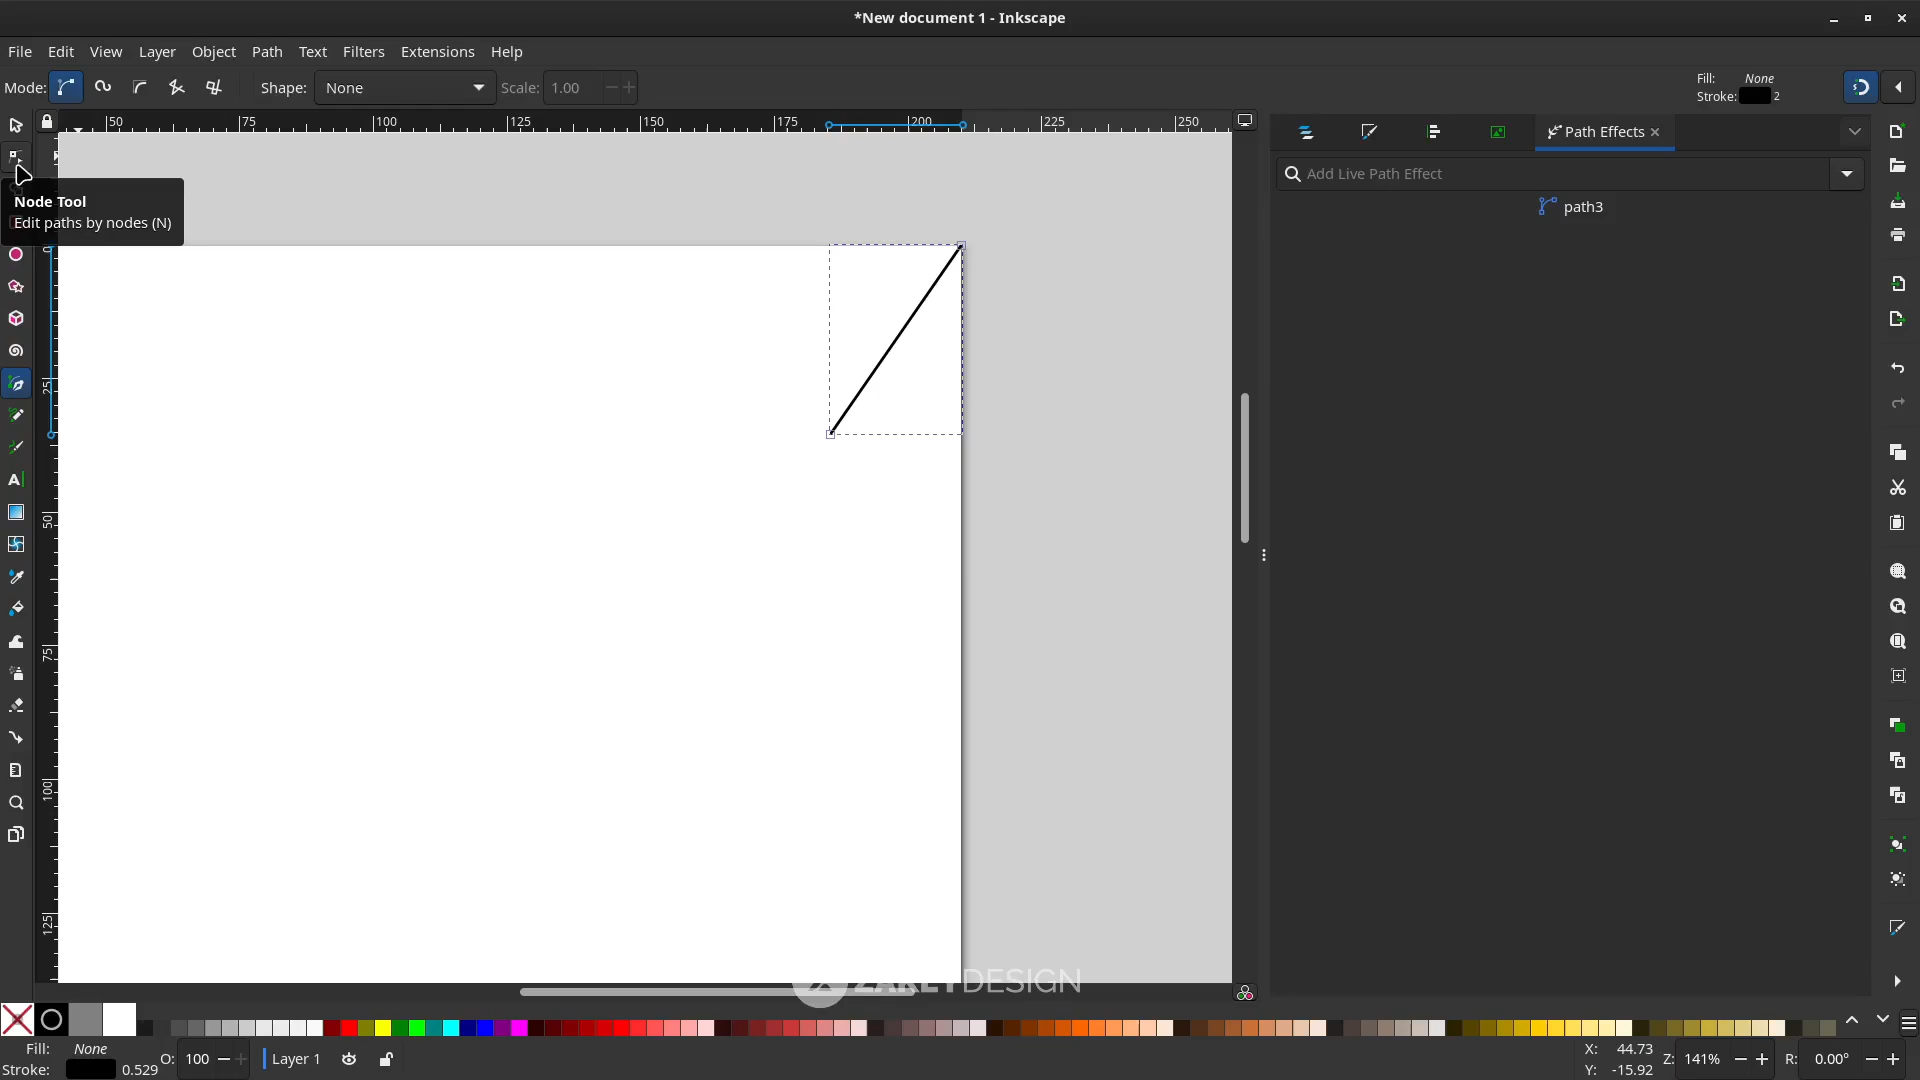 *New document 1 - Inkscape
File Edit View Layer Object Path Text Filters Extensions Help
Mode: Shape: None Scale: 1.00
Fill: None
Stroke: 2
50 75 100 125 150 175 200 225 250
Path Effects
Add Live Path Effect
path3
Node Tool
Edit paths by nodes (N)
0
25
50
75
100
125
ZAKEYDESIGN
Fill: None
Stroke: 0.529
O: 100
Layer 1
X: 44.73
Y: -15.92
Z: 141%
R: 0.00°